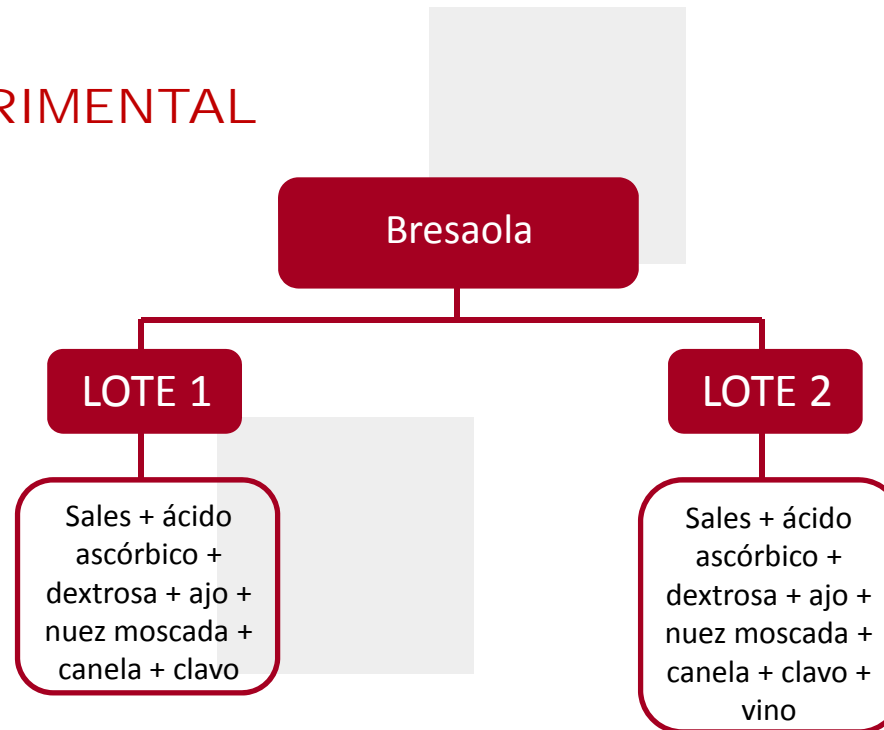 RIMENTAL
Bresaola
LOTE 1
LOTE 2
Sales + ácido
ascórbico +
dextrosa + ajo +
nuez moscada +
canela + clavo
Sales + ácido
ascórbico +
dextrosa + ajo +
nuez moscada +
canela + clavo +
vino